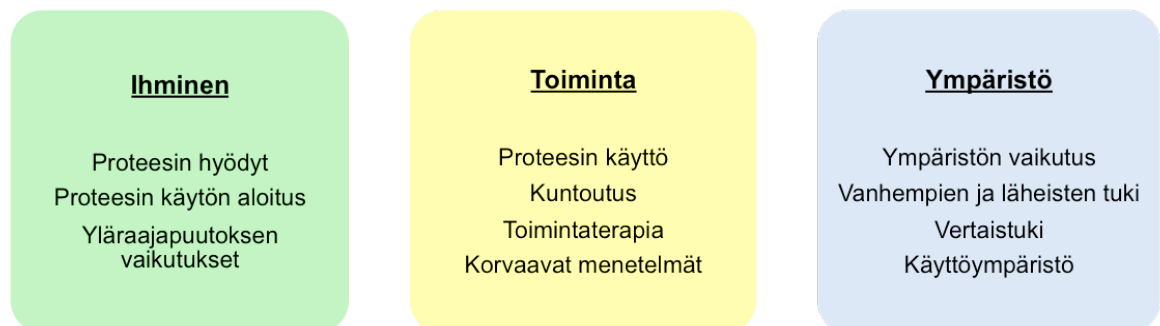 Ihminen
Proteesin hyödyt
Proteesin käytön aloitus
Yläraajapuutoksen
vaikutukset
Toiminta
Proteesin käyttö
Kuntoutus
Toimintaterapia
Korvaavat menetelmät
Ympäristö
Ympäristön vaikutus
Vanhempien ja läheisten tuki
Vertaistuki
Käyttöympäristö